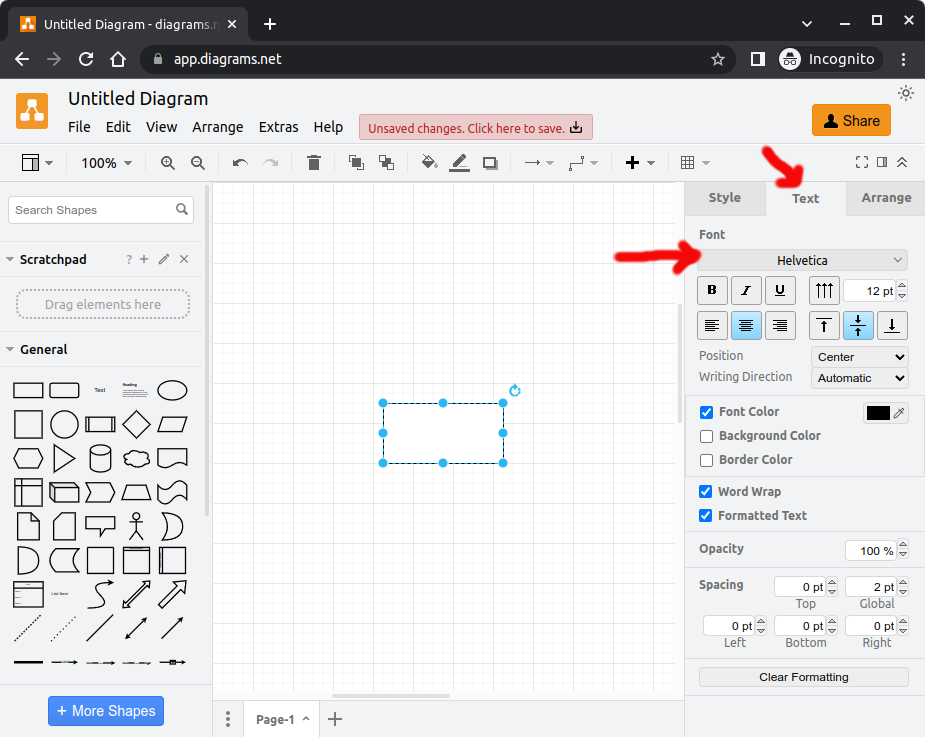 Untitled Diagram - diagrams.n
app.diagrams.net
Incognito
Untitled Diagram
File Edit View Arrange Extras Help
Unsaved changes. Click here to save.
Share
100%
Search Shapes
Scratchpad
?
Drag elements here
General
Text
Heading
List Item
+ More Shapes
Page-1
Style Text Arrange
Font
Helvetica
B I U 12 pt
Position Center
Writing Direction Automatic
Font Color
Background Color
Border Color
Word Wrap
Formatted Text
Opacity 100 %
Spacing 0 pt 2 pt
Top Global
0 pt 0 pt 0 pt
Left Bottom Right
Clear Formatting